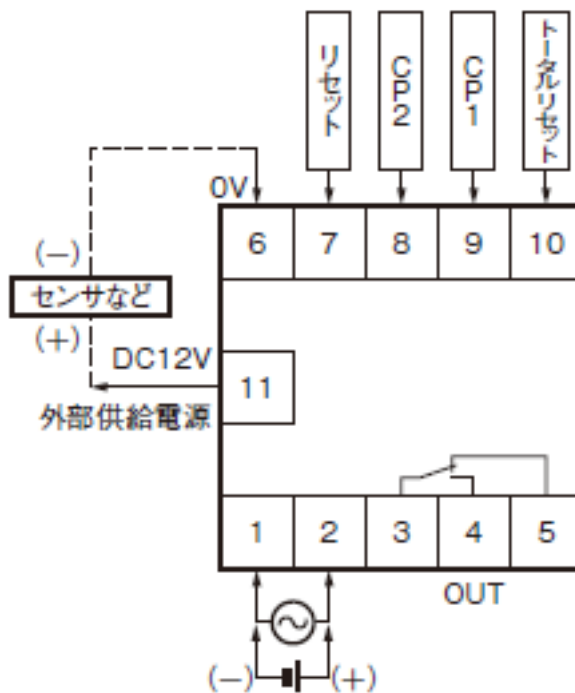 リセット
CP2
CP1
トータルリセット
0V
6 7 8 9 10
(−)
センサなど
(+)
DC12V
11
外部供給電源
1 2 3 4 5
OUT
(−) (+)